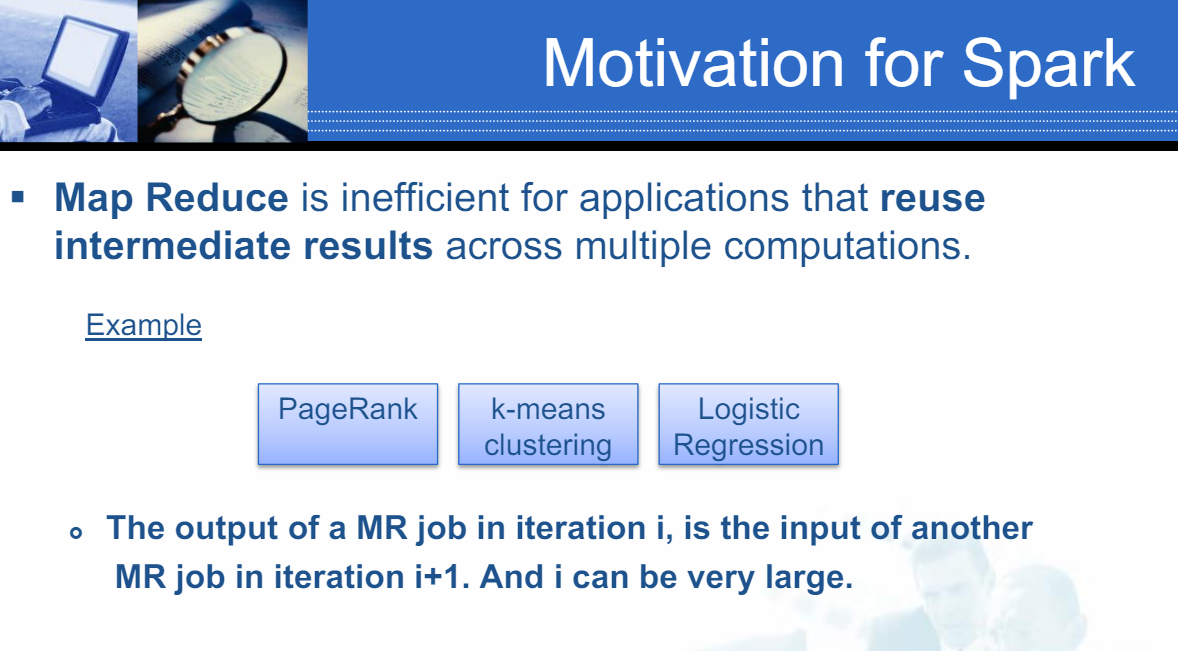 Motivation for Spark
▪ Map Reduce is inefficient for applications that reuse
intermediate results across multiple computations.
Example
PageRank
k-means
clustering
Logistic
Regression
o The output of a MR job in iteration i, is the input of another
MR job in iteration i+1. And i can be very large.